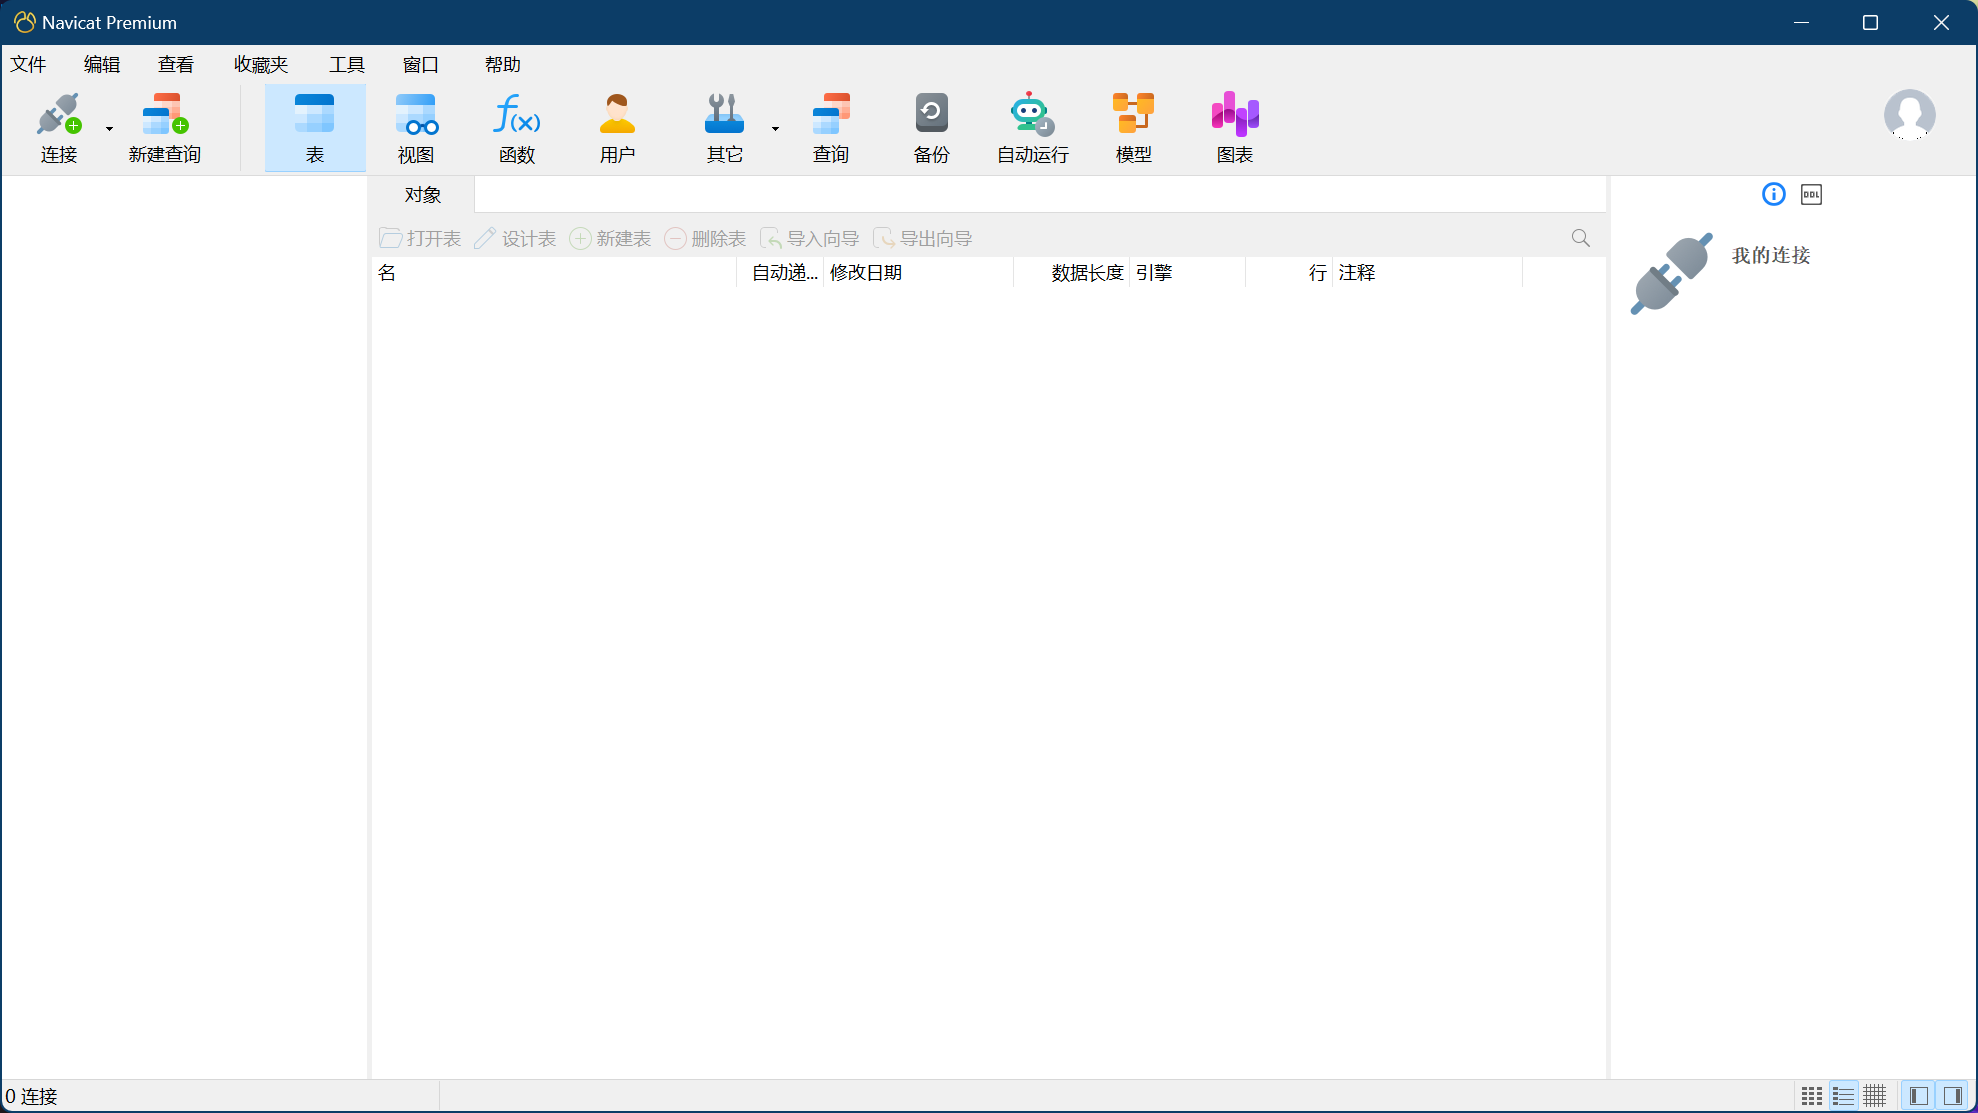 Navicat Premium
文件 编辑 查看 收藏夹 工具 窗口 帮助
连接 新建查询 表 视图 函数 用户 其它 查询 备份 自动运行 模型 图表
对象
DDL
打开表 设计表 新建表 删除表 导入向导 导出向导
我的连接
名 自动递... 修改日期 数据长度 引擎 行 注释
0 连接